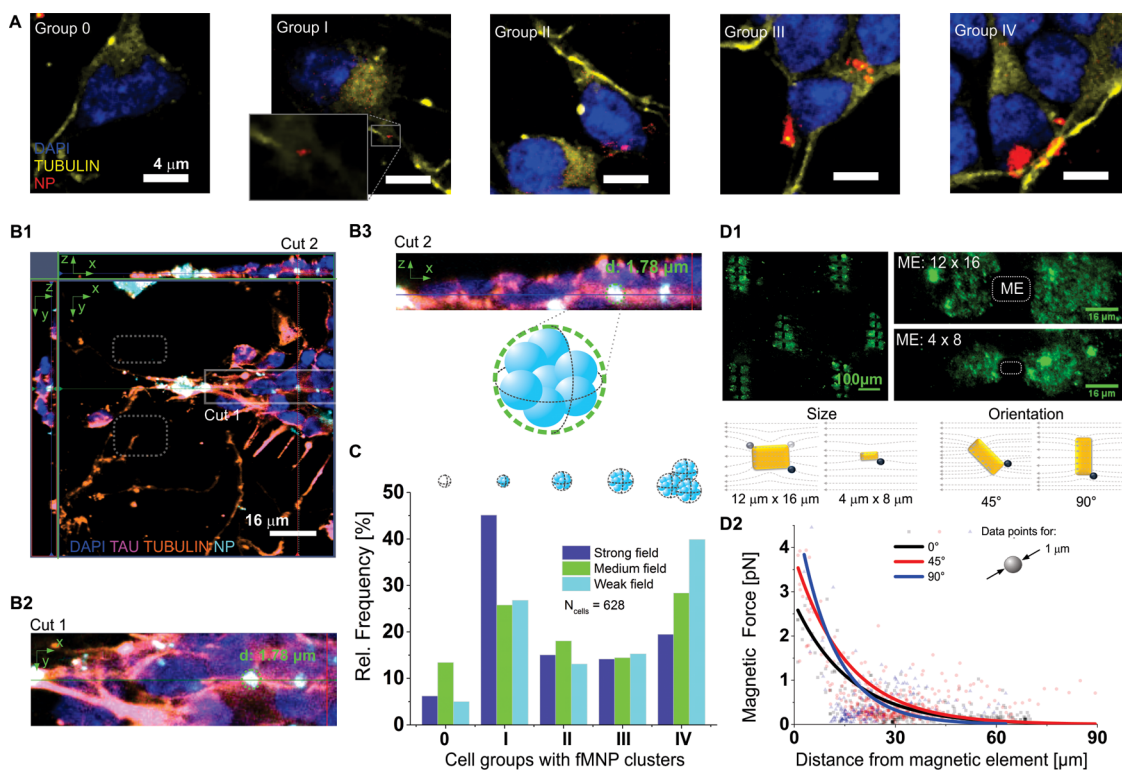 A
Group 0
Group I
Group II
Group III
Group IV
DAPI
TUBULIN
NP
4 μm
B1
Cut 2
z
x
y
z
y
x
Cut 1
16 μm
DAPI TAU TUBULIN NP
B2
Cut 1
x
y
d: 1.78 μm
B3
Cut 2
z
x
d: 1.78 μm
C
Rel. Frequency [%]
50
40
30
20
10
0
Strong field
Medium field
Weak field
Ncells = 628
0 I II III IV
Cell groups with fMNP clusters
D1
100μm
ME: 12 x 16
ME
16 μm
ME: 4 x 8
16 μm
Size
Orientation
12 μm x 16 μm
4 μm x 8 μm
45°
90°
D2
Magnetic Force [pN]
4
3
2
1
0
0°
45°
90°
Data points for:
1 μm
0 30 60 90
Distance from magnetic element [μm]